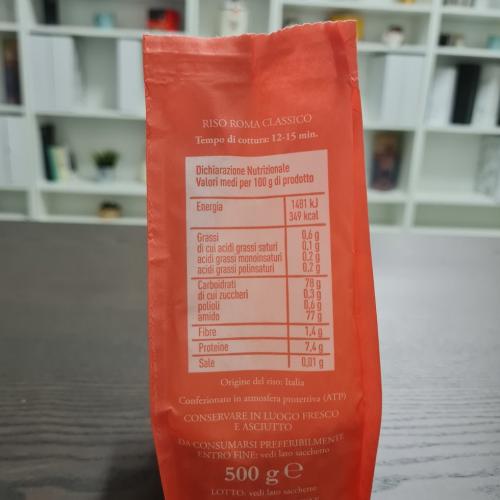 RISO ROMA CLASSICO
Tempo di cottura: 12-15 min.
Dichiarazione Nutrizionale
Valori medi per 100 g di prodotto
Energia 1481 kJ
349 kcal
Grassi 0,6 g
di cui acidi grassi saturi 0,1 g
acidi grassi monoinsaturi 0,2 g
acidi grassi polinsaturi 0,2 g
Carboidrati 78 g
di cui zuccheri 0,3 g
polioli 0,6 g
amido 77 g
Fibre 1,4 g
Proteine 7,4 g
Sale 0,01 g
Origine del riso: Italia
Confezionato in atmosfera protettiva (ATP)
CONSERVARE IN LUOGO FRESCO
E ASCIUTTO
DA CONSUMARSI PREFERIBILMENTE
ENTRO FINE: vedi lato sacchetto
500 g ℮
LOTTO: vedi lato sacchetto